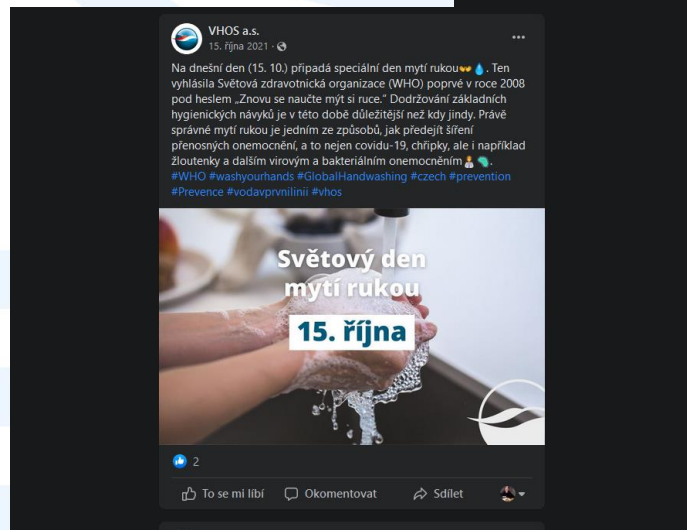 VHOS a.s.
15. října 2021 ·
Na dnešní den (15. 10.) připadá speciální den mytí rukou👐💧. Ten
vyhlásila Světová zdravotnická organizace (WHO) poprvé v roce 2008
pod heslem „Znovu se naučte mýt si ruce.“ Dodržování základních
hygienických návyků je v této době důležitější než kdy jindy. Právě
správné mytí rukou je jedním ze způsobů, jak předejít šíření
přenosných onemocnění, a to nejen covidu-19, chřipky, ale i například
žloutenky a dalším virovým a bakteriálním onemocněním👨‍⚕️🦠.
#WHO #washyourhands #GlobalHandwashing #czech #prevention
#Prevence #vodavprvnilinii #vhos
Světový den
mytí rukou
15. října
2
To se mi líbí Okomentovat Sdílet